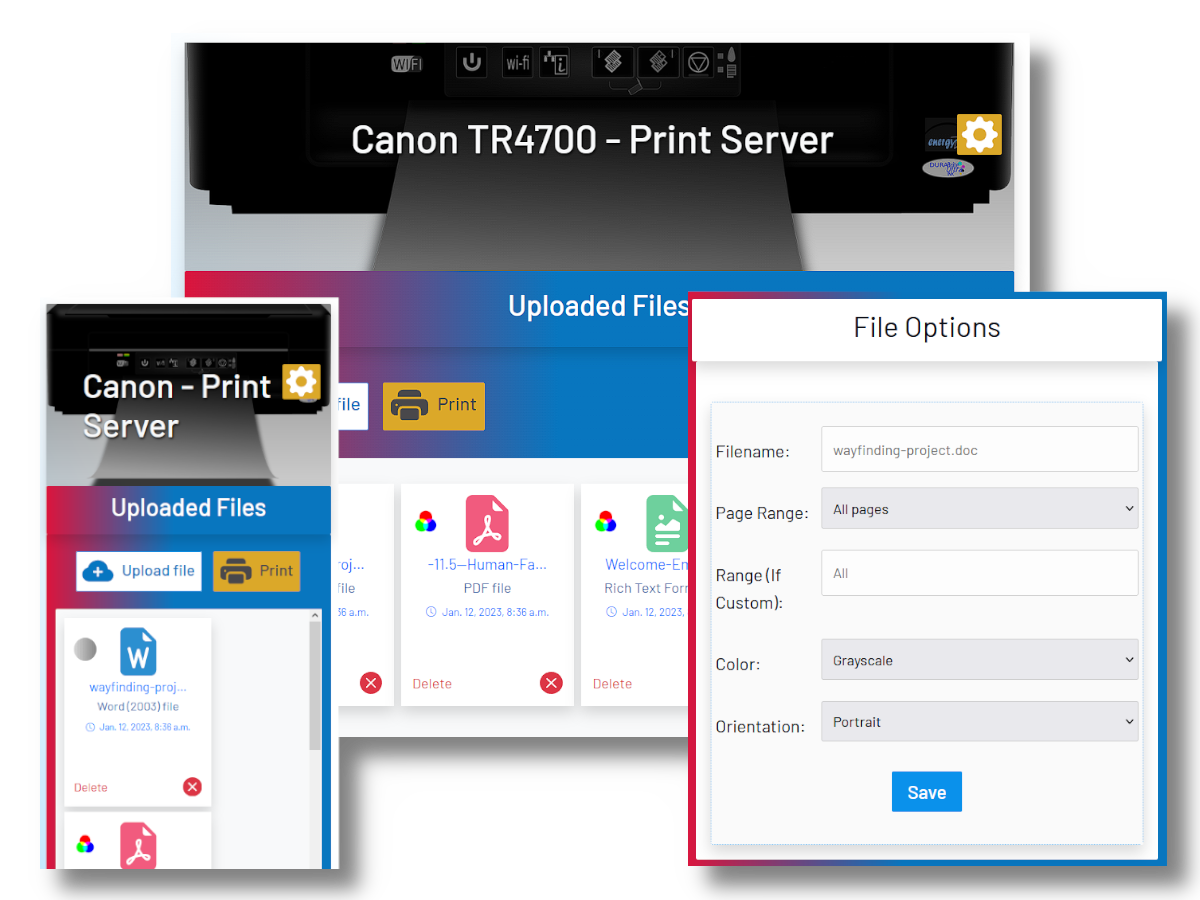 WIFI
wi-fi
Canon TR4700 - Print Server
energy
Uploaded Files
file
Print
roj...
file
36 a.m.
-11.5—Human-Fa...
PDF file
Jan. 12, 2023, 8:36 a.m.
Delete
Welcome-En
Rich Text For
Jan. 12, 2023,
Delete
Canon - Print
Server
Uploaded Files
Upload file
Print
W
wayfinding-proj...
Word (2003) file
Jan. 12, 2023, 8:36 a.m.
Delete
File Options
Filename:
wayfinding-project.doc
Page Range:
All pages
Range (If
Custom):
All
Color:
Grayscale
Orientation:
Portrait
Save